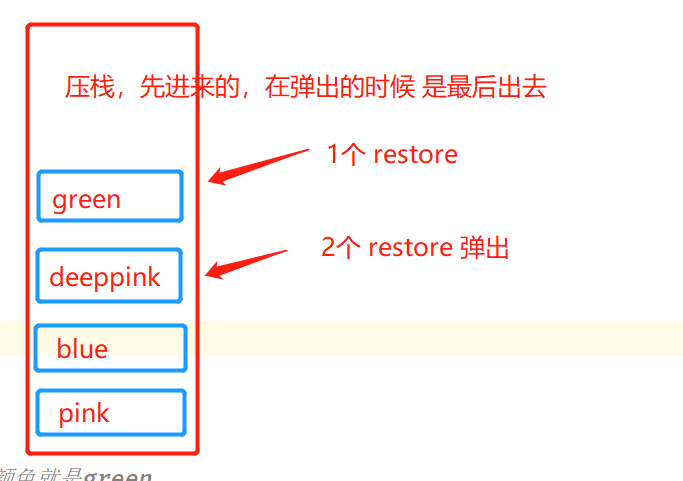 压栈，先进来的，在弹出的时候 是最后出去
1个 restore
green
2个 restore 弹出
deeppink
blue
pink
颜色就是green